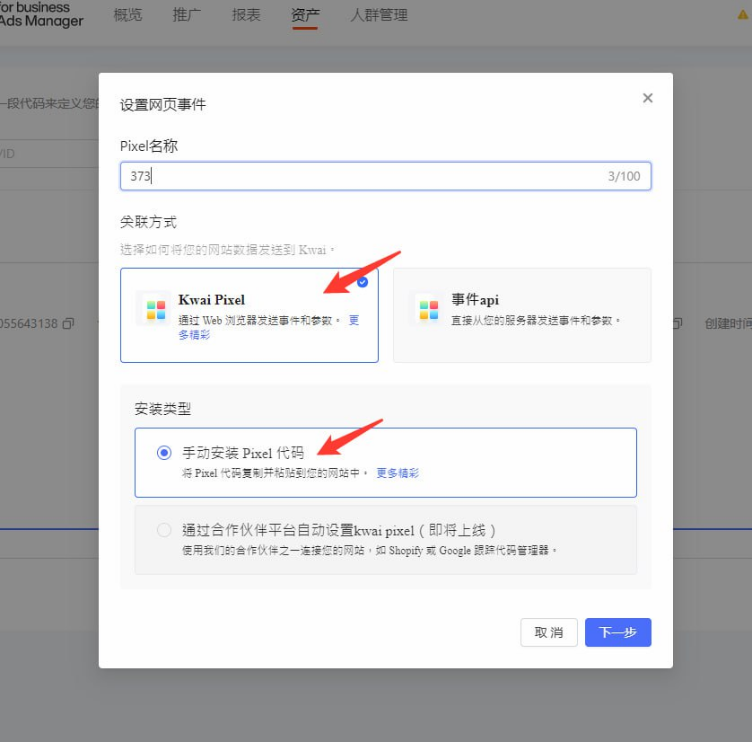 for business
Ads Manager
概览 推广 报表 资产 人群管理
一段代码来定义您的
/ID
设置网页事件
Pixel名称
373 3/100
关联方式
选择如何将您的网站数据发送到 Kwai。
Kwai Pixel
通过 Web 浏览器发送事件和参数。 更
多精彩
事件api
直接从您的服务器发送事件和参数。
055643138
创建时间
安装类型
手动安装 Pixel 代码
将 Pixel 代码复制并粘贴到您的网站中。 更多精彩
通过合作伙伴平台自动设置kwai pixel（即将上线）
使用我们的合作伙伴之一连接您的网站，如 Shopify 或 Google 跟踪代码管理器。
取消 下一步